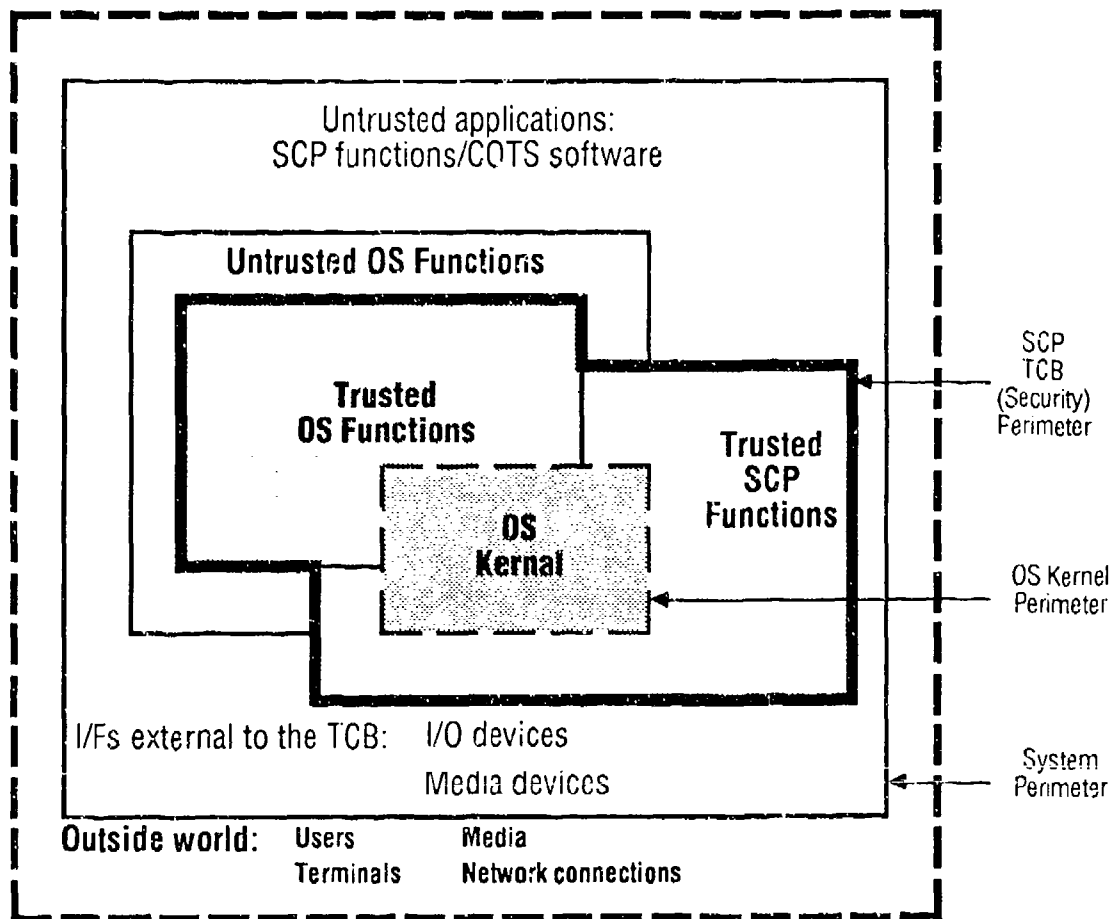 Untrusted applications:
SCP functions/COTS software
Untrusted OS Functions
Trusted
OS Functions
OS
Kernal
Trusted
SCP
Functions
SCP
TCB
(Security)
Ferimeter
OS Kernel
Perimeter
System
Perimeter
I/Fs external to the TCB: I/O devices
Media devices
Outside world: Users Media
Terminals Network connections